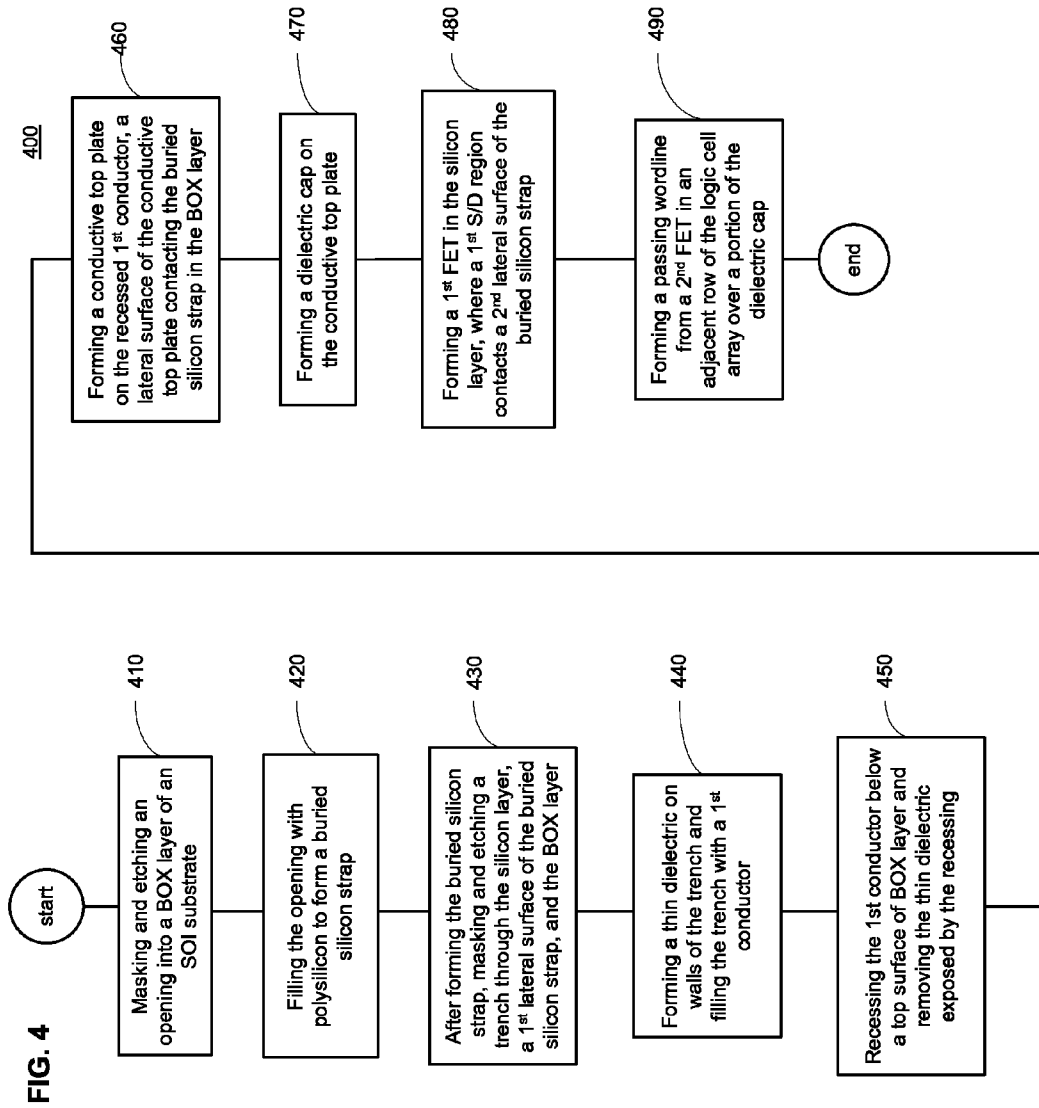 FIG. 4
400
start
Masking and etching an
opening into a BOX layer of an
SOI substrate
410
Filling the opening with
polysilicon to form a buried
silicon strap
420
After forming the buried silicon
strap, masking and etching a
trench through the silicon layer,
a 1st lateral surface of the buried
silicon strap, and the BOX layer
430
Forming a thin dielectric on
walls of the trench and
filling the trench with a 1st
conductor
440
Recessing the 1st conductor below
a top surface of BOX layer and
removing the thin dielectric
exposed by the recessing
450
Forming a conductive top plate
on the recessed 1st conductor, a
lateral surface of the conductive
top plate contacting the buried
silicon strap in the BOX layer
460
Forming a dielectric cap on
the conductive top plate
470
Forming a 1st FET in the silicon
layer, where a 1st S/D region
contacts a 2nd lateral surface of the
buried silicon strap
480
Forming a passing wordline
from a 2nd FET in an
adjacent row of the logic cell
array over a portion of the
dielectric cap
490
end